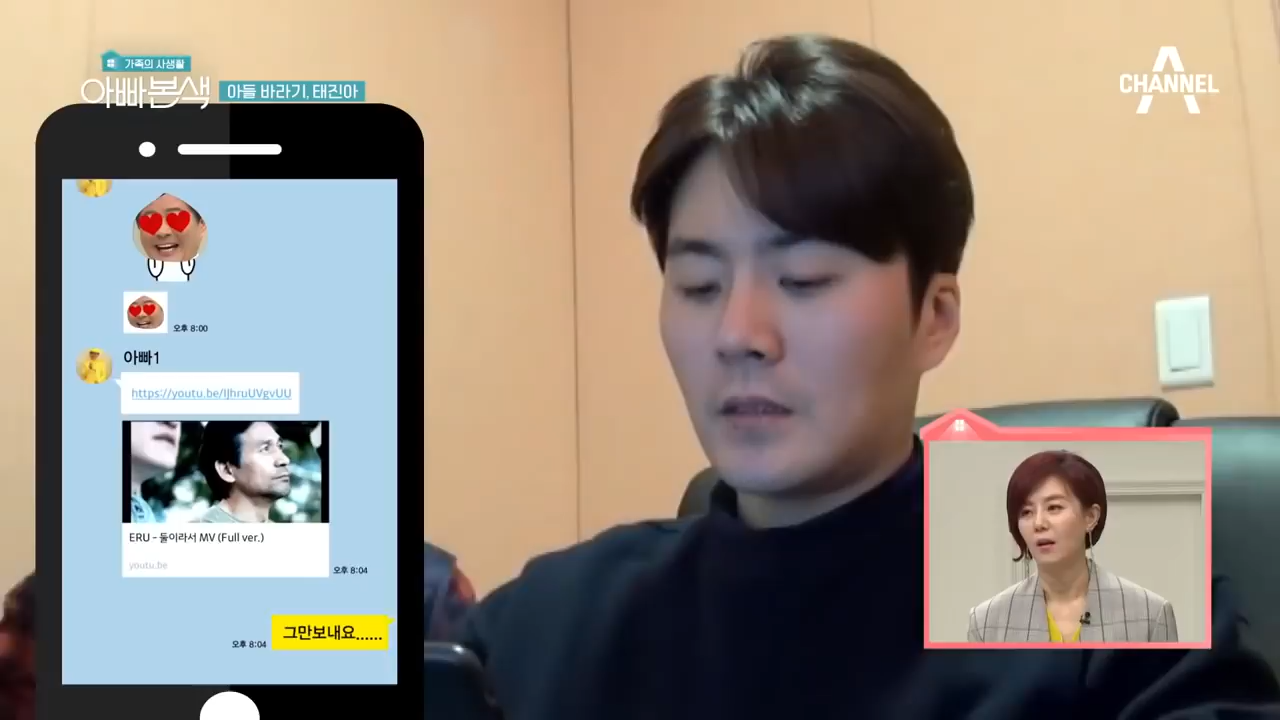 가족의 사생활
아빠본색
아들 바라기, 태진아
CHANNEL A
오후 8:00
아빠1
https://youtu.be/IJhruUVgvUU
ERU - 둘이라서 MV (Full ver.)
youtu.be
오후 8:04
그만보내요......
오후 8:04